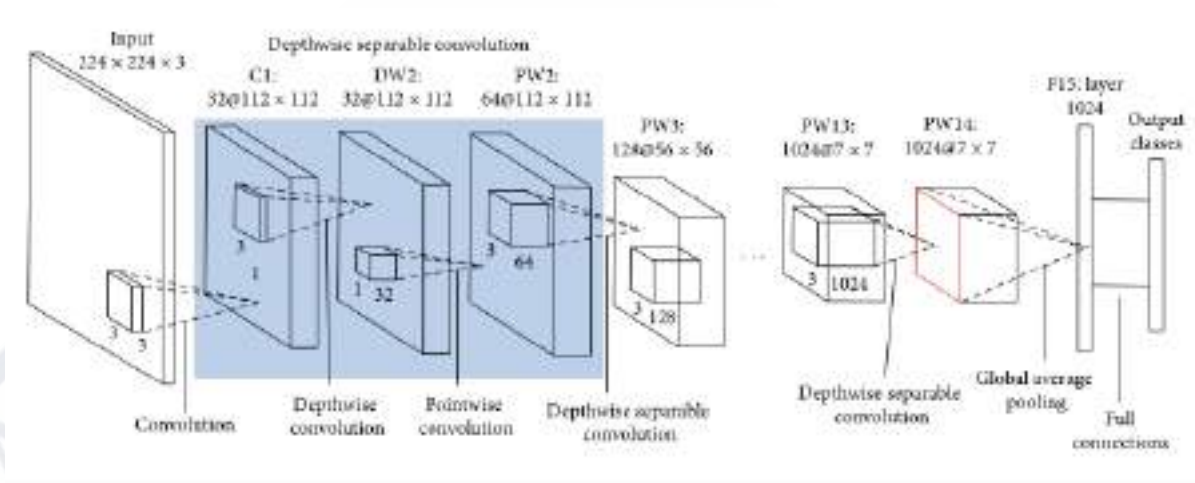 Input
224 × 224 × 3
Depthwise separable convolution
C1:
32@112 × 112
DW2:
32@112 × 112
PW2:
64@112 × 112
PW3:
128@56 × 56
PW13:
1024@7 × 7
PW14:
1024@7 × 7
F15: layer
1024
Output
classes
3
3
3
1
1
32
3
64
3
128
...
3
1024
Convolution
Depthwise
convolution
Pointwise
convolution
Depthwise separable
convolution
Depthwise separable
convolution
Global average
pooling
Full
connections